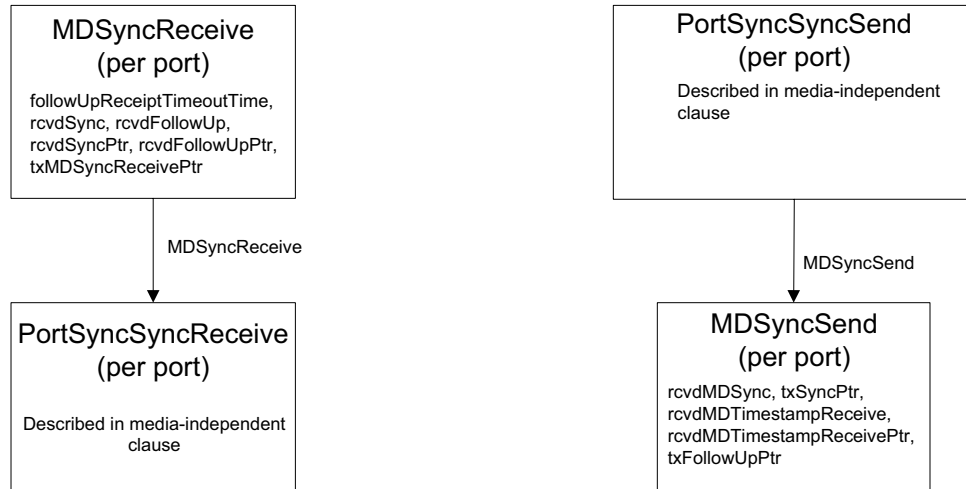 MDSyncReceive
(per port)
followUpReceiptTimeoutTime,
rcvdSync, rcvdFollowUp,
rcvdSyncPtr, rcvdFollowUpPtr,
txMDSyncReceivePtr
MDSyncReceive
PortSyncSyncReceive
(per port)
Described in media-independent
clause
PortSyncSyncSend
(per port)
Described in media-independent
clause
MDSyncSend
MDSyncSend
(per port)
rcvdMDSync, txSyncPtr,
rcvdMDTimestampReceive,
rcvdMDTimestampReceivePtr,
txFollowUpPtr